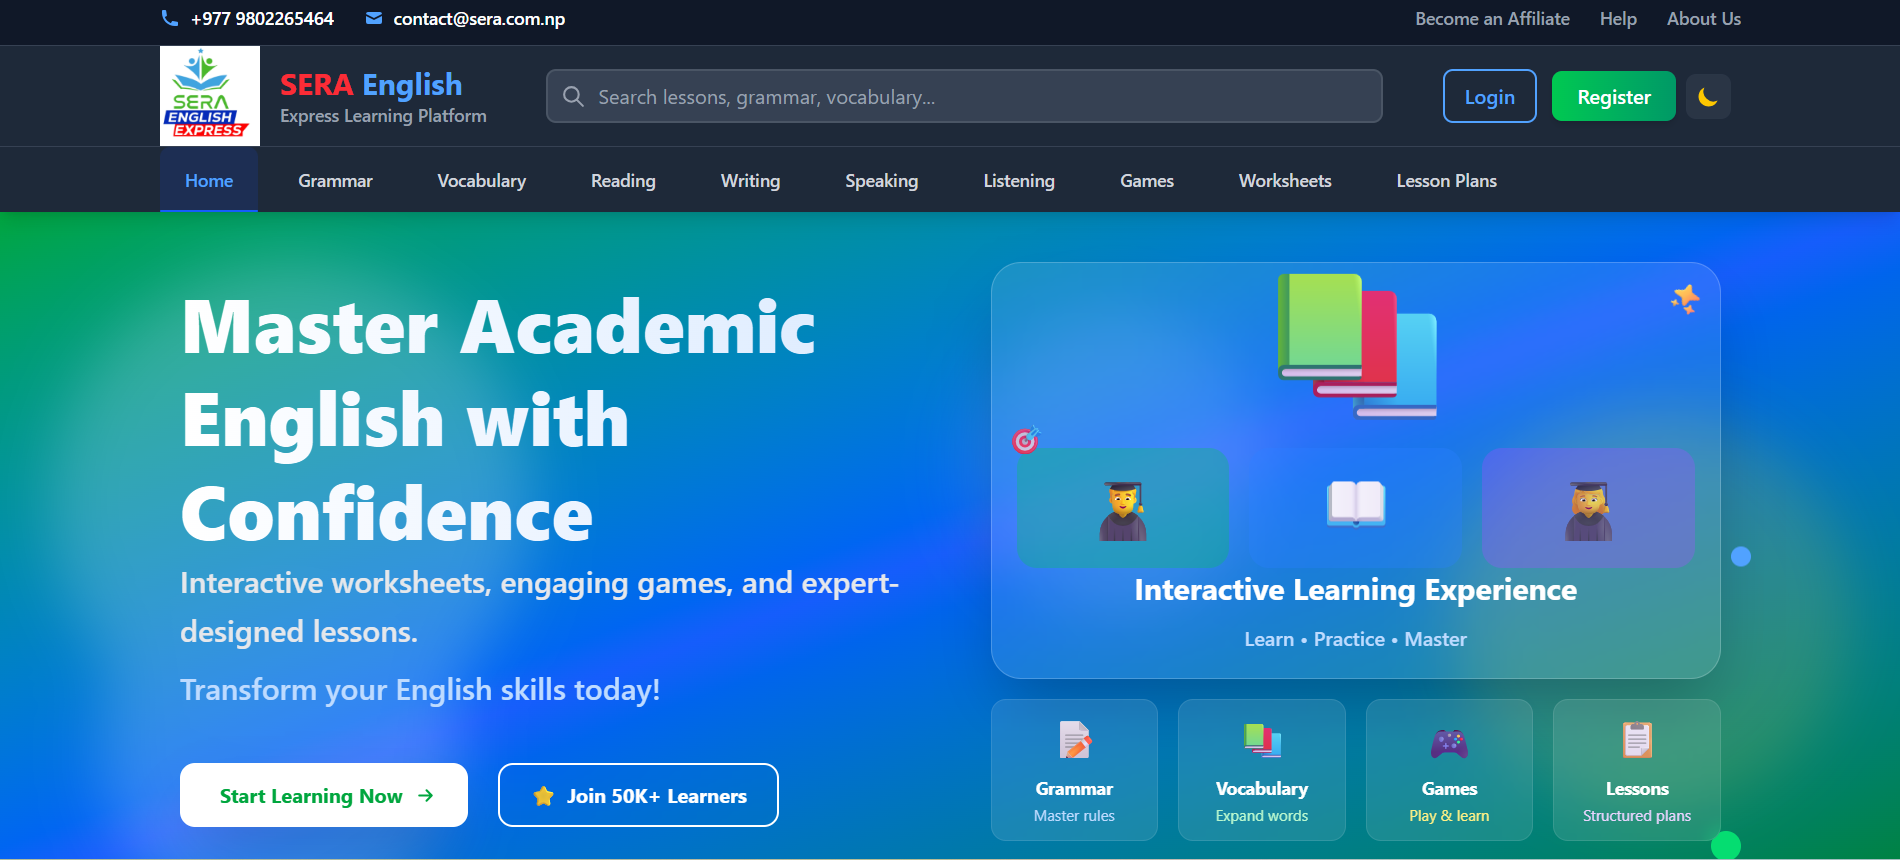 +977 9802265464
contact@sera.com.np
Become an Affiliate
Help
About Us
SERA
ENGLISH
EXPRESS
SERA English
Express Learning Platform
Search lessons, grammar, vocabulary...
Login
Register
Home
Grammar
Vocabulary
Reading
Writing
Speaking
Listening
Games
Worksheets
Lesson Plans
Master Academic
English with
Confidence
Interactive worksheets, engaging games, and expert-
designed lessons.
Transform your English skills today!
Start Learning Now →
Join 50K+ Learners
Interactive Learning Experience
Learn • Practice • Master
Grammar
Master rules
Vocabulary
Expand words
Games
Play & learn
Lessons
Structured plans